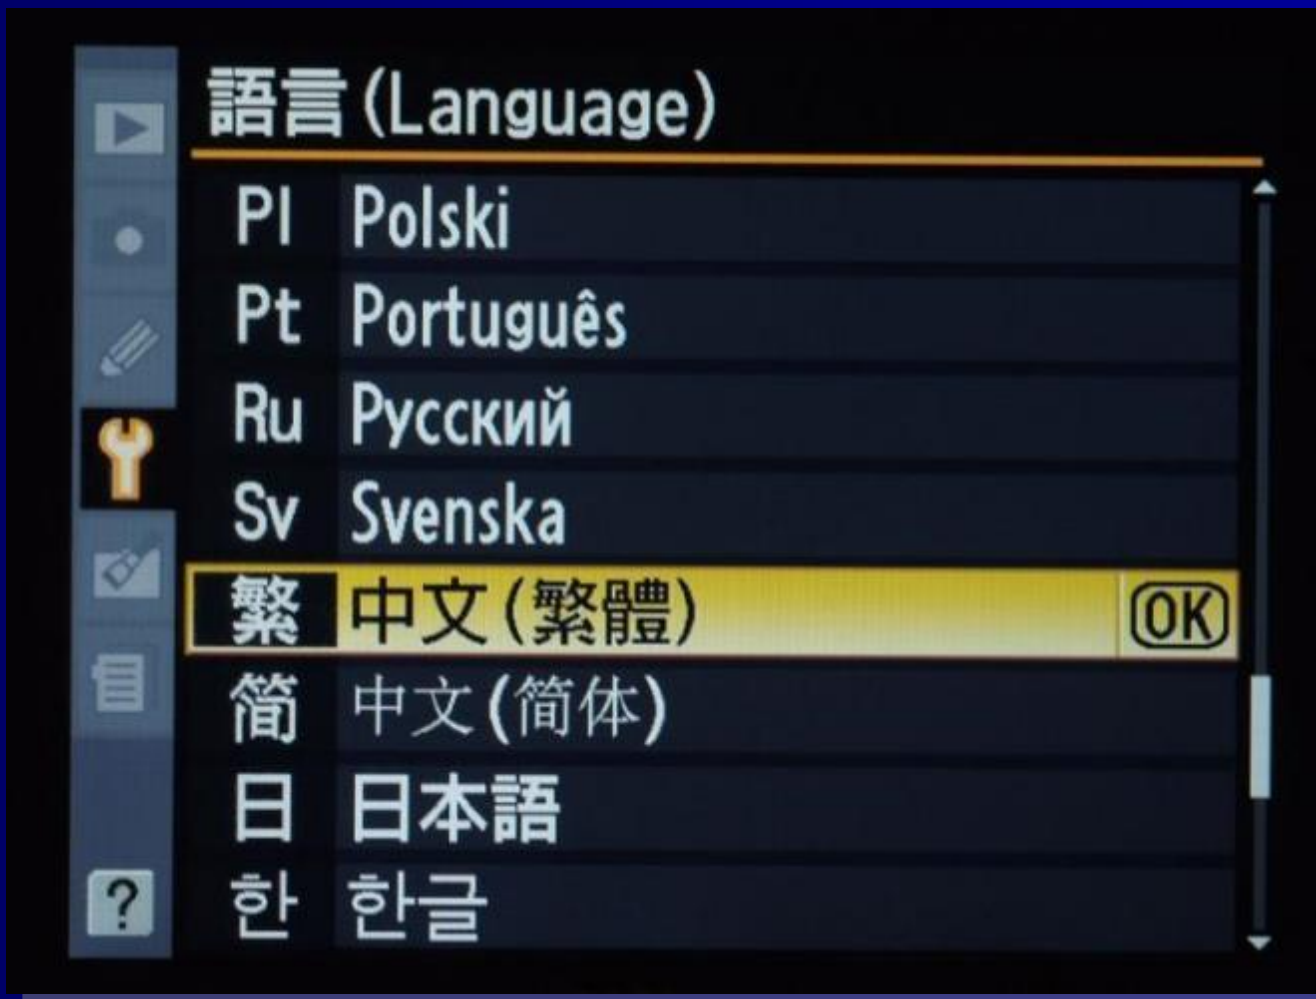 語言(Language)
Pl Polski
Pt Português
Ru Русский
Sv Svenska
繁 中文(繁體) OK
简 中文(简体)
日 日本語
한 한글
?